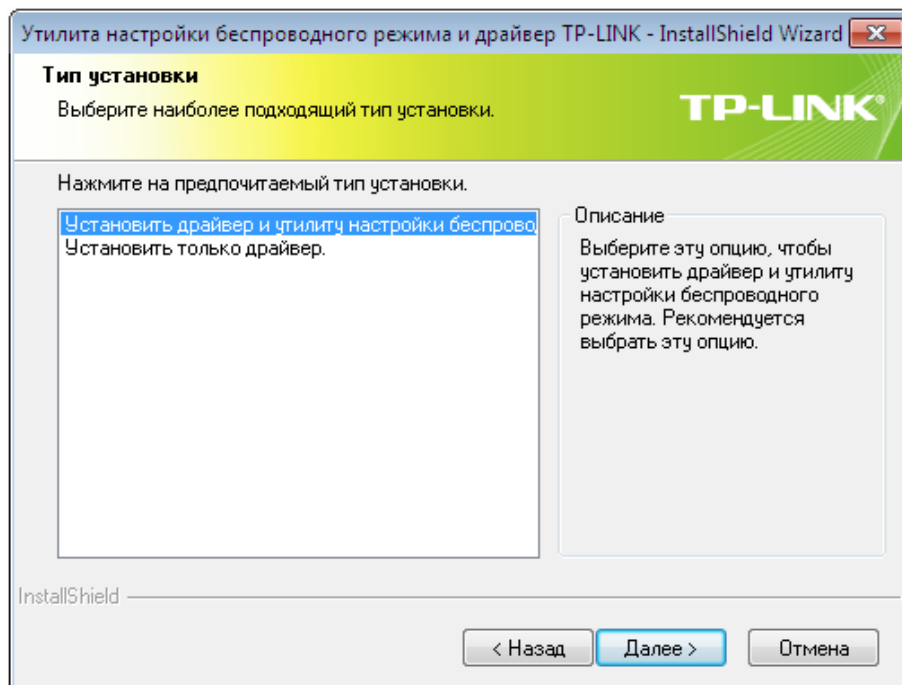 Утилита настройки беспроводного режима и драйвер TP-LINK - InstallShield Wizard
Тип установки
Выберите наиболее подходящий тип установки.
TP-LINK®
Нажмите на предпочитаемый тип установки.
Установить драйвер и утилиту настройки беспрово
Установить только драйвер.
Описание
Выберите эту опцию, чтобы
установить драйвер и утилиту
настройки беспроводного
режима. Рекомендуется
выбрать эту опцию.
InstallShield
< Назад
Далее >
Отмена